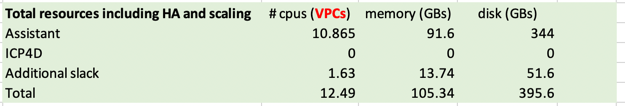 Total resources including HA and scaling # cpus (VPCs) memory (GBs) disk (GBs)
Assistant 10.865 91.6 344
ICP4D 0 0 0
Additional slack 1.63 13.74 51.6
Total 12.49 105.34 395.6